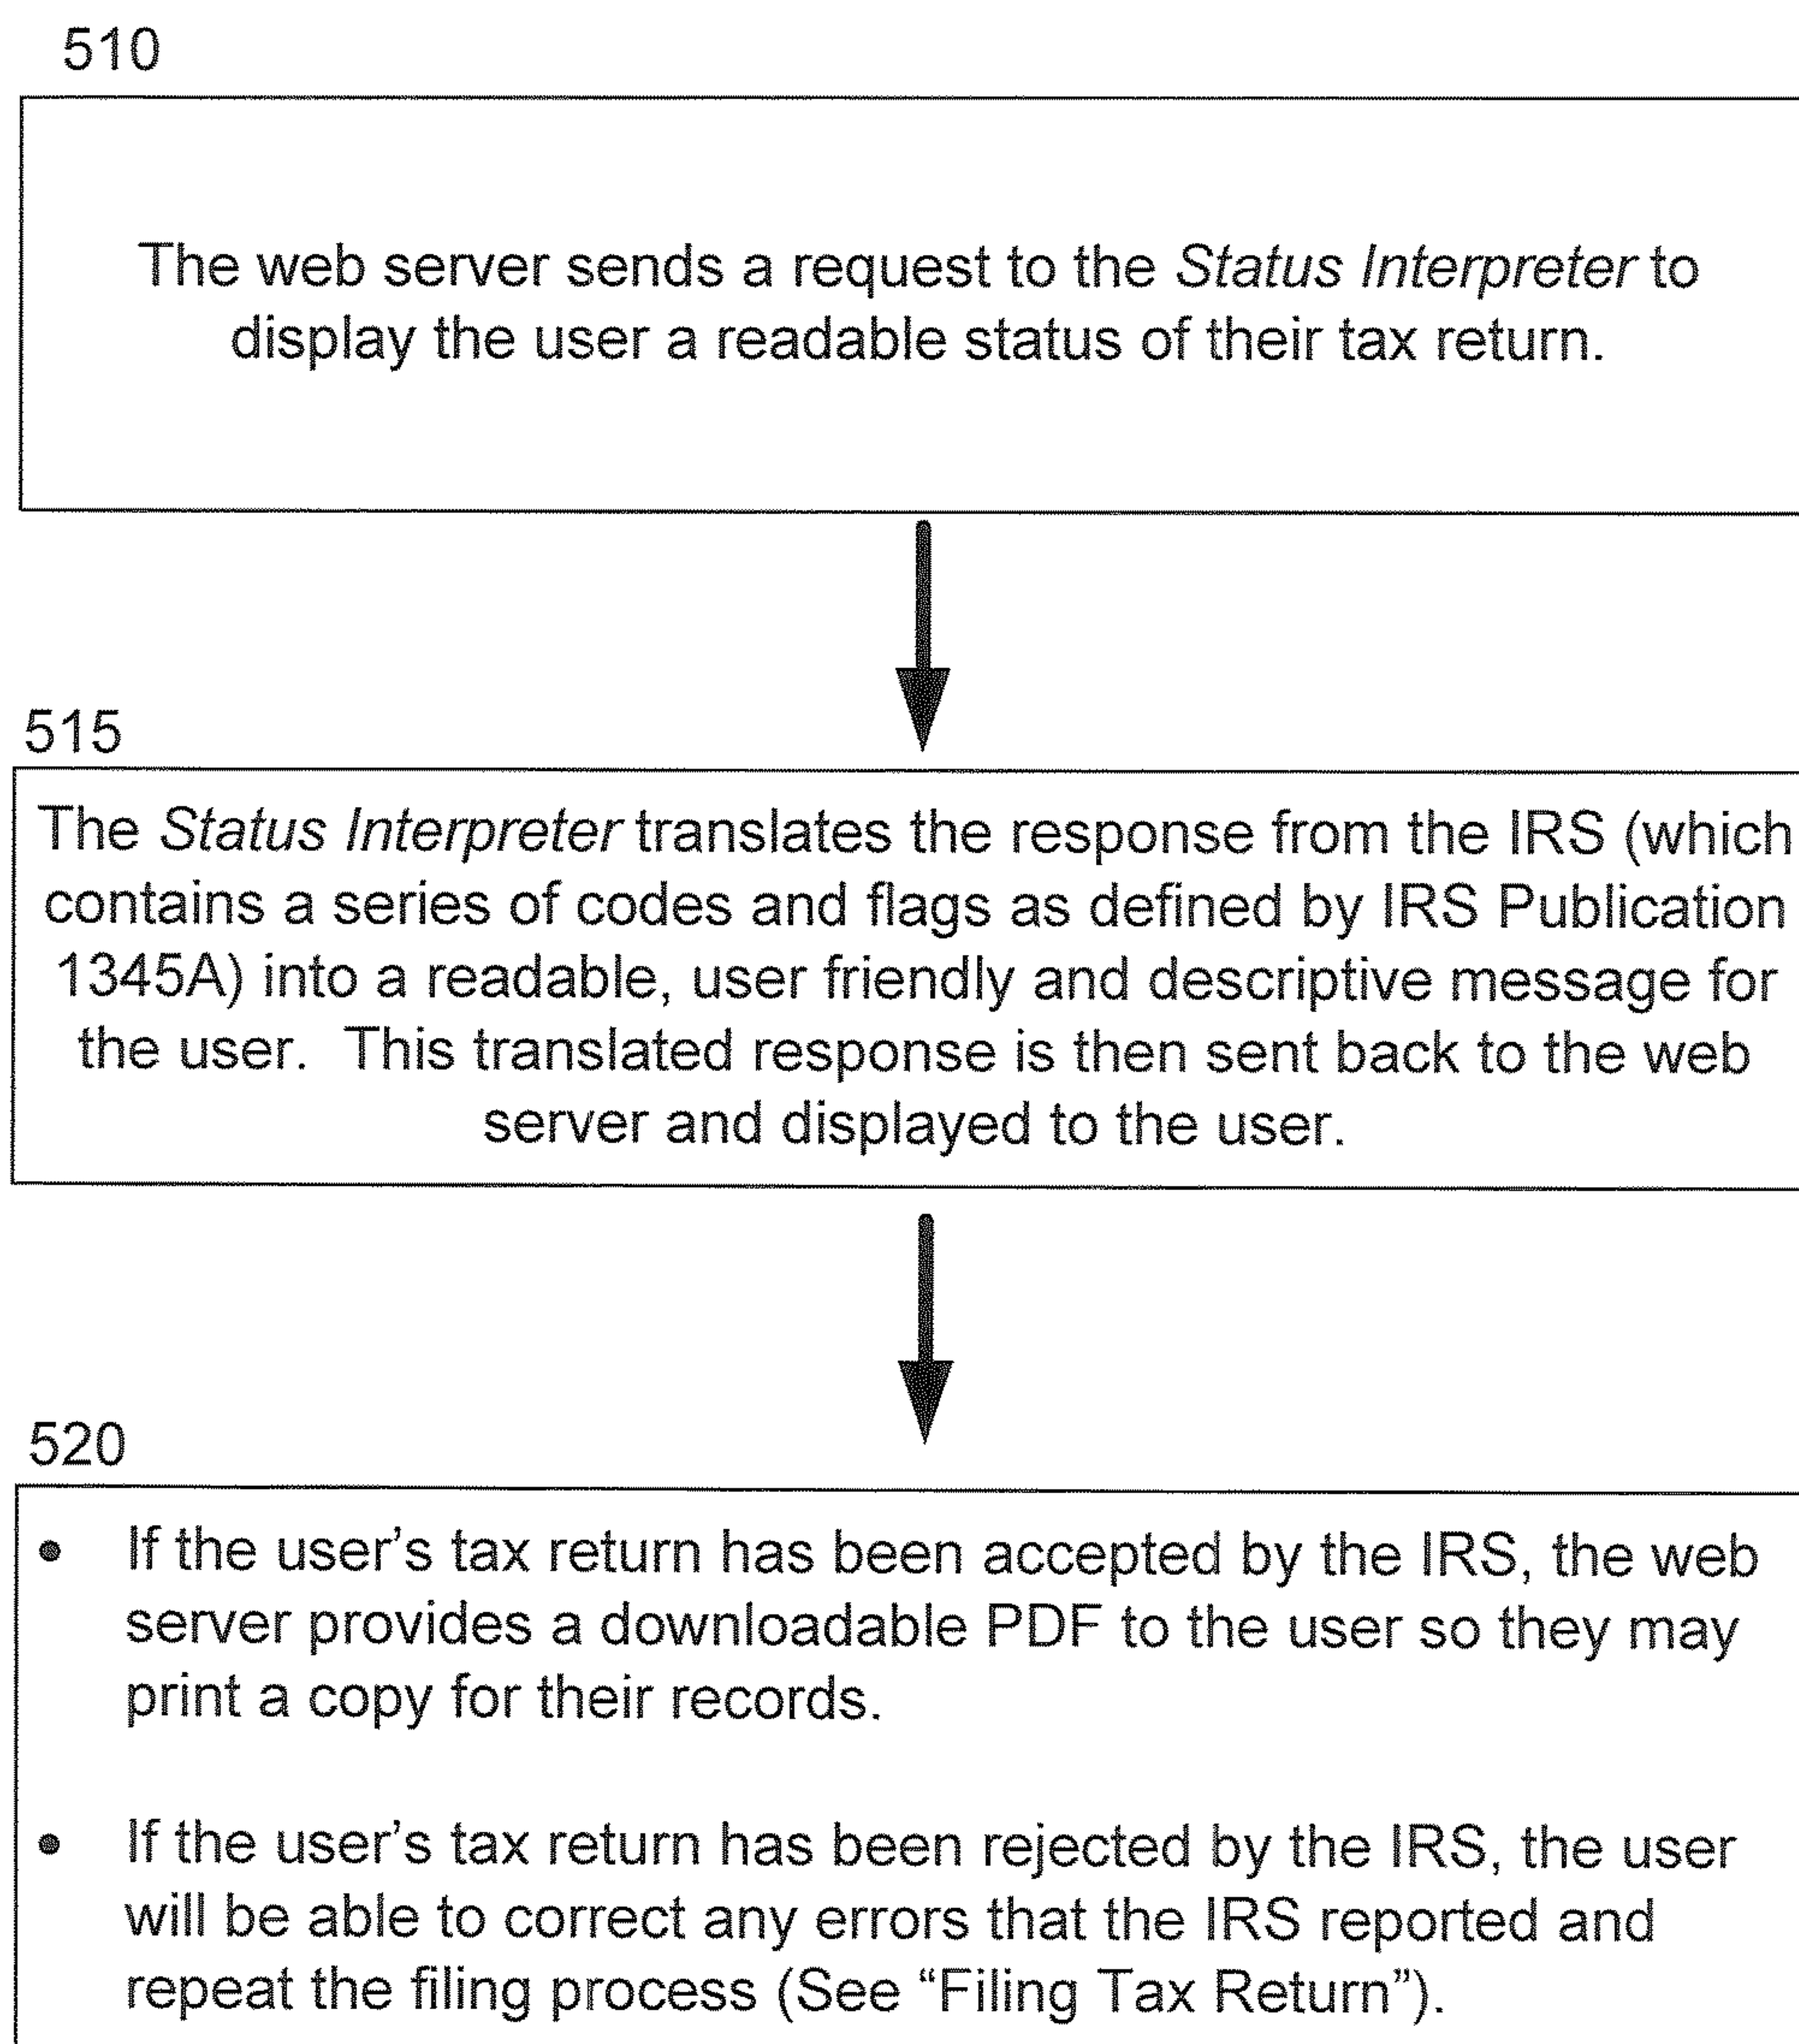 510
The web server sends a request to the Status Interpreter to
display the user a readable status of their tax return.
515
The Status Interpreter translates the response from the IRS (which
contains a series of codes and flags as defined by IRS Publication
1345A) into a readable, user friendly and descriptive message for
the user.  This translated response is then sent back to the web
server and displayed to the user.
520
• If the user’s tax return has been accepted by the IRS, the web
server provides a downloadable PDF to the user so they may
print a copy for their records.
• If the user’s tax return has been rejected by the IRS, the user
will be able to correct any errors that the IRS reported and
repeat the filing process (See “Filing Tax Return”).